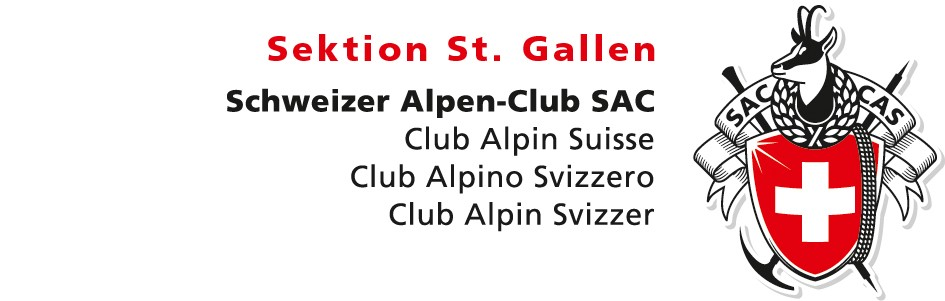 Sektion St. Gallen
Schweizer Alpen-Club SAC
Club Alpin Suisse
Club Alpino Svizzero
Club Alpin Svizzer
SAC CAS